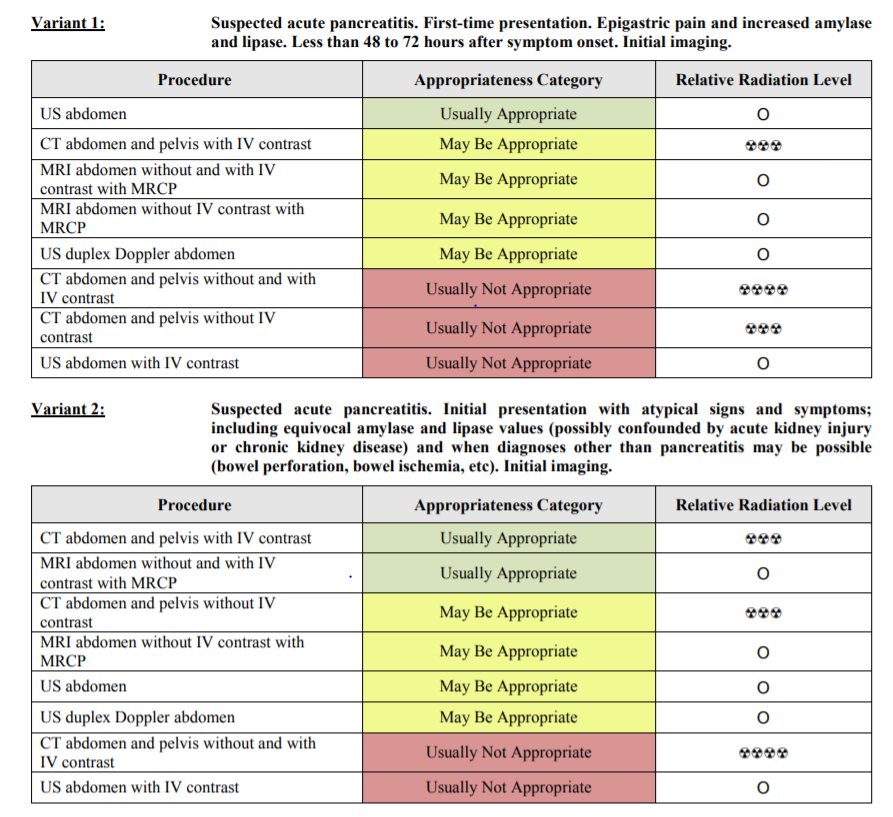 Variant 1: Suspected acute pancreatitis. First-time presentation. Epigastric pain and increased amylase
and lipase. Less than 48 to 72 hours after symptom onset. Initial imaging.
Procedure Appropriateness Category Relative Radiation Level
US abdomen Usually Appropriate O
CT abdomen and pelvis with IV contrast May Be Appropriate ☢☢☢
MRI abdomen without and with IV
contrast with MRCP May Be Appropriate O
MRI abdomen without IV contrast with
MRCP May Be Appropriate O
US duplex Doppler abdomen May Be Appropriate O
CT abdomen and pelvis without and with
IV contrast Usually Not Appropriate ☢☢☢☢
CT abdomen and pelvis without IV
contrast Usually Not Appropriate ☢☢☢
US abdomen with IV contrast Usually Not Appropriate O
Variant 2: Suspected acute pancreatitis. Initial presentation with atypical signs and symptoms;
including equivocal amylase and lipase values (possibly confounded by acute kidney injury
or chronic kidney disease) and when diagnoses other than pancreatitis may be possible
(bowel perforation, bowel ischemia, etc). Initial imaging.
Procedure Appropriateness Category Relative Radiation Level
CT abdomen and pelvis with IV contrast Usually Appropriate ☢☢☢
MRI abdomen without and with IV
contrast with MRCP Usually Appropriate O
CT abdomen and pelvis without IV
contrast May Be Appropriate ☢☢☢
MRI abdomen without IV contrast with
MRCP May Be Appropriate O
US abdomen May Be Appropriate O
US duplex Doppler abdomen May Be Appropriate O
CT abdomen and pelvis without and with
IV contrast Usually Not Appropriate ☢☢☢☢
US abdomen with IV contrast Usually Not Appropriate O